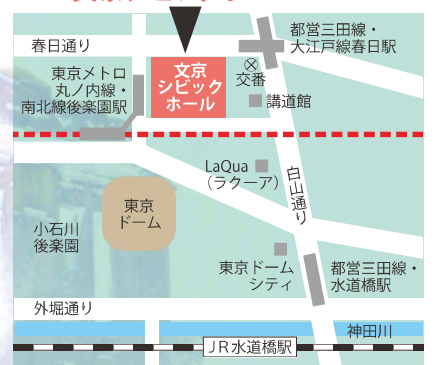 春日通り
都営三田線・
大江戸線春日駅
東京メトロ
丸ノ内線・
南北線後楽園駅
文京
シビック
ホール
交番
講道館
LaQua
（ラクーア）
白山通り
東京
ドーム
小石川
後楽園
東京ドーム
シティ
都営三田線・
水道橋駅
外堀通り
神田川
JR水道橋駅